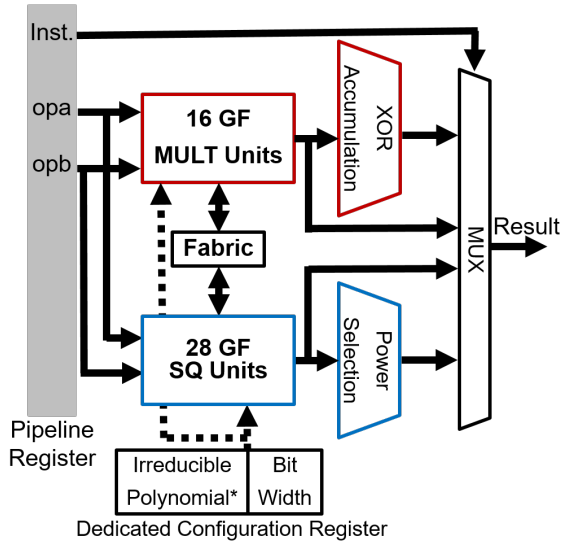 Inst.
opa
opb
16 GF
MULT Units
XOR
Accumulation
Fabric
MUX
Result
28 GF
SQ Units
Power
Selection
Pipeline
Register
Irreducible
Polynomial*
Bit
Width
Dedicated Configuration Register